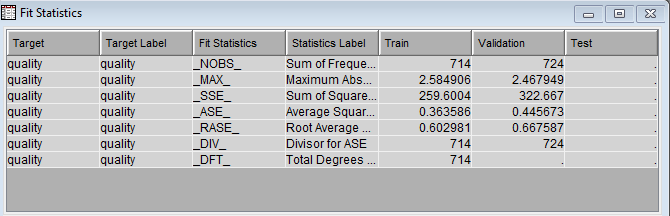 Fit Statistics
Target Target Label Fit Statistics Statistics Label Train Validation Test
quality quality _NOBS_ Sum of Freque... 714 724 .
quality quality _MAX_ Maximum Abs... 2.584906 2.467949 .
quality quality _SSE_ Sum of Square... 259.6004 322.667 .
quality quality _ASE_ Average Squar... 0.363586 0.445673 .
quality quality _RASE_ Root Average ... 0.602981 0.667587 .
quality quality _DIV_ Divisor for ASE 714 724 .
quality quality _DFT_ Total Degrees ... 714 . .